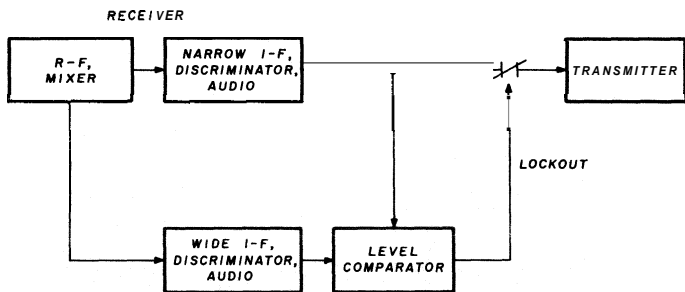 RECEIVER
R-F,
MIXER
NARROW I-F,
DISCRIMINATOR,
AUDIO
TRANSMITTER
LOCKOUT
WIDE I-F,
DISCRIMINATOR,
AUDIO
LEVEL
COMPARATOR